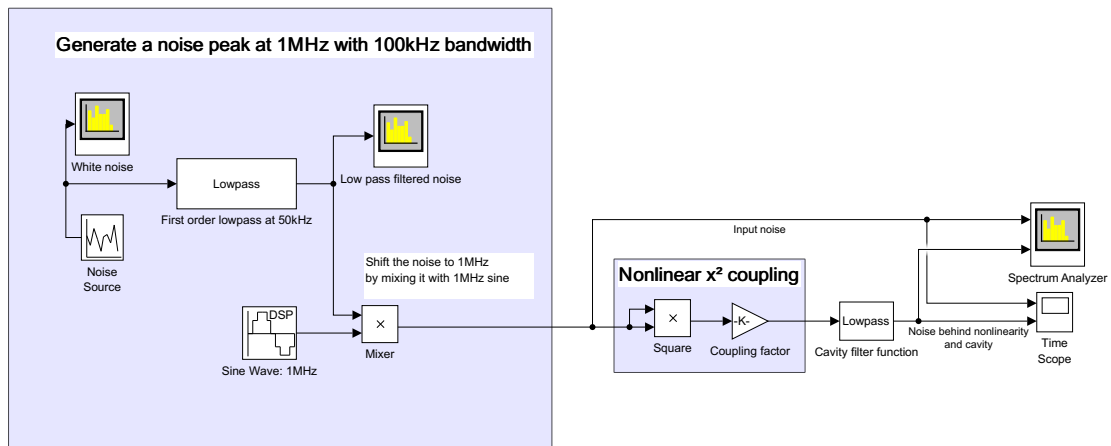 Generate a noise peak at 1MHz with 100kHz bandwidth
White noise
Low pass filtered noise
Lowpass
First order lowpass at 50kHz
Noise
Source
Shift the noise to 1MHz
by mixing it with 1MHz sine
DSP
Sine Wave: 1MHz
×
Mixer
Input noise
Nonlinear x² coupling
×
Square
-K-
Coupling factor
Lowpass
Cavity filter function
Noise behind nonlinearity
and cavity
Spectrum Analyzer
Time
Scope